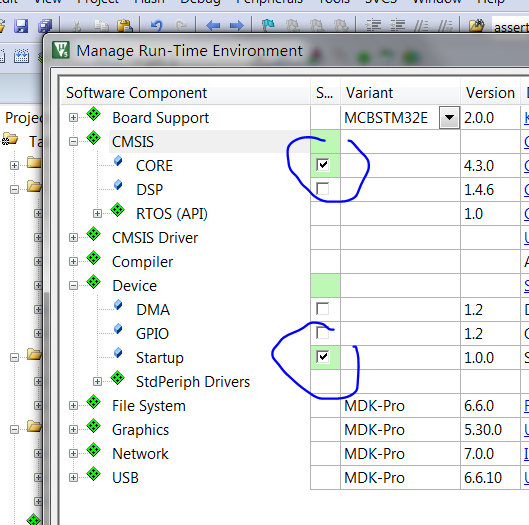 Project Flash Debug Peripherals Tools SVCS Window Help
assert
Manage Run-Time Environment
Software Component S... Variant Version
Board Support MCBSTM32E 2.0.0
CMSIS
CORE 4.3.0
DSP 1.4.6
RTOS (API) 1.0
CMSIS Driver
Compiler
Device
DMA 1.2
GPIO 1.2
Startup 1.0.0
StdPeriph Drivers
File System MDK-Pro 6.6.0
Graphics MDK-Pro 5.30.0
Network MDK-Pro 7.0.0
USB MDK-Pro 6.6.10
Projec
Ta